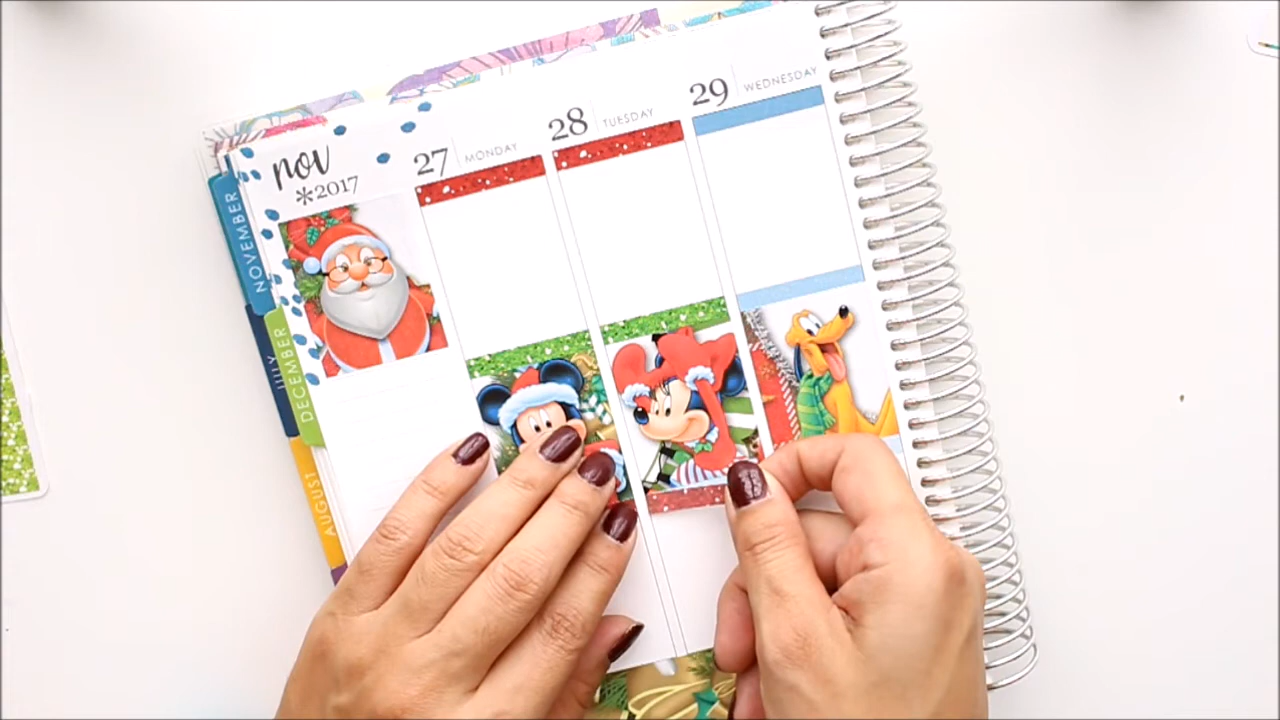 nov
*2017
27 MONDAY
28 TUESDAY
29 WEDNESDAY
NOVEMBER
JULY
DECEMBER
AUGUST